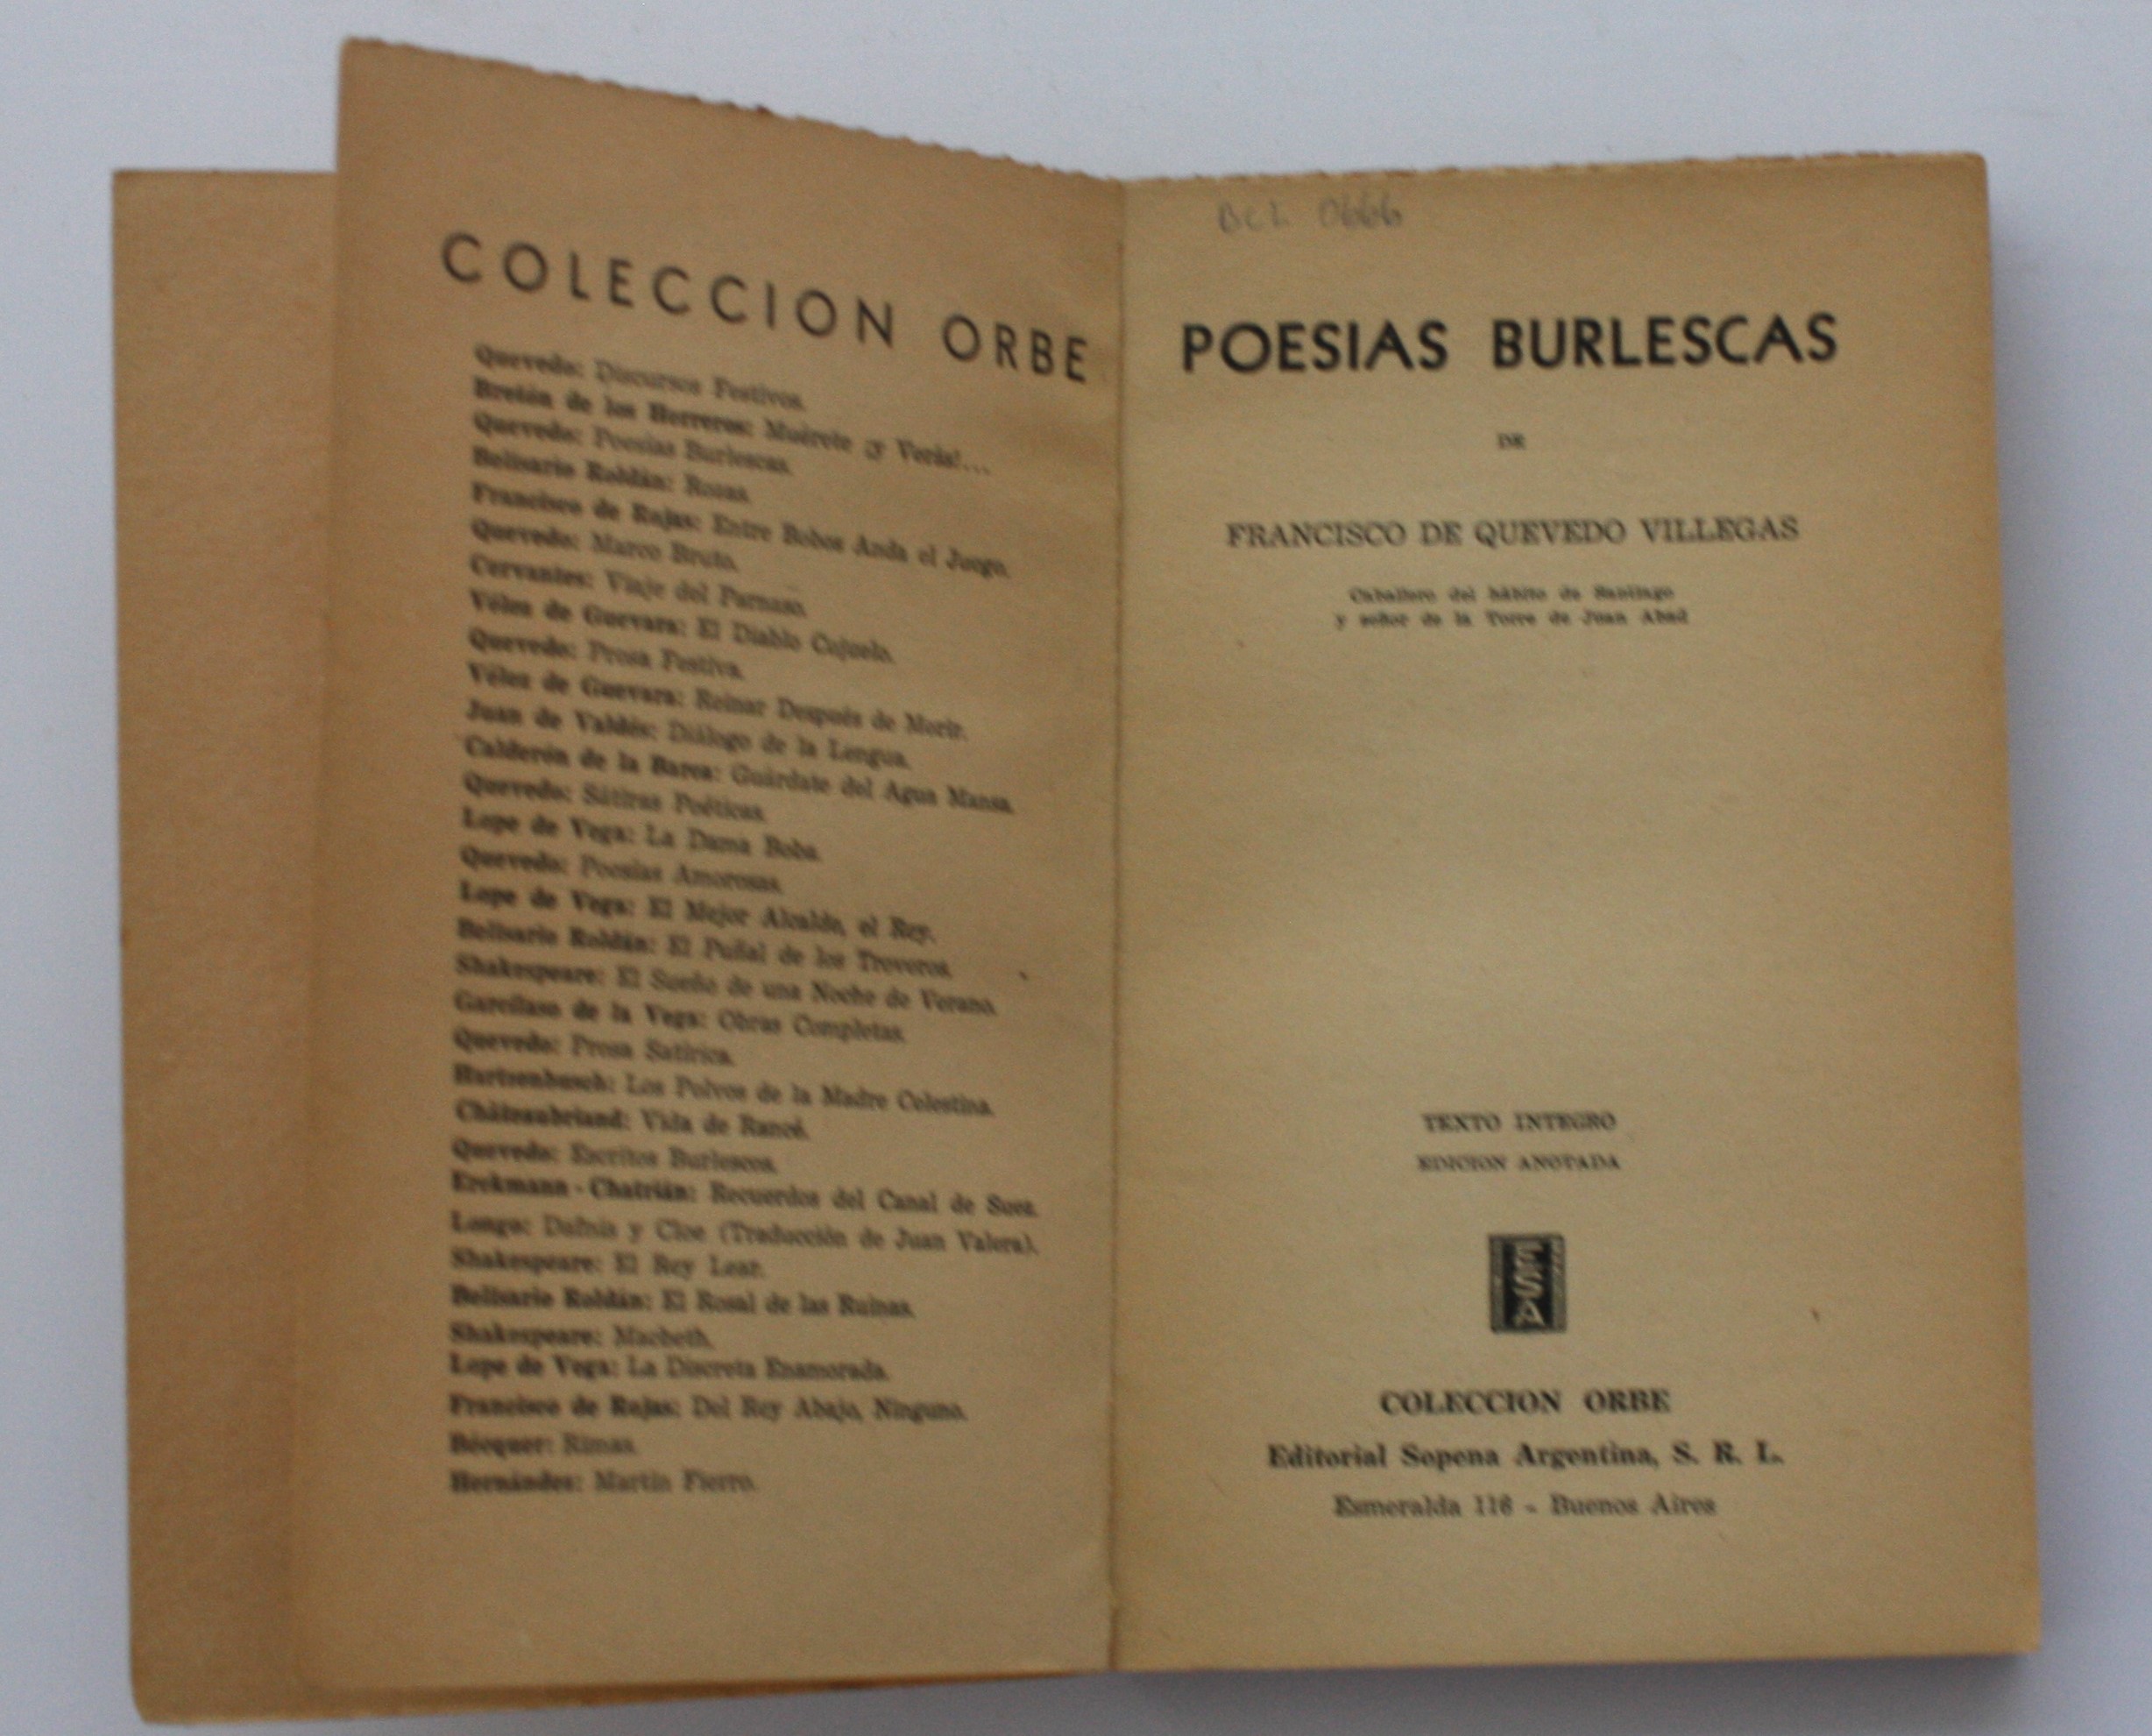 COLECCION ORBE
Quevedo: Discursos Festivos.
Bretón de los Herreros: Muérete ¡y Verás!...
Quevedo: Poesías Burlescas.
Belisario Roldán: Rozas.
Francisco de Rojas: Entre Bobos Anda el Juego.
Quevedo: Marco Bruto.
Cervantes: Viaje del Parnaso.
Vélez de Guevara: El Diablo Cojuelo.
Quevedo: Prosa Festiva.
Vélez de Guevara: Reinar Después de Morir.
Juan de Valdés: Diálogo de la Lengua.
Calderón de la Barca: Guárdate del Agua Mansa.
Quevedo: Sátiras Poéticas.
Lope de Vega: La Dama Boba.
Quevedo: Poesías Amorosas.
Lope de Vega: El Mejor Alcalde, el Rey.
Belisario Roldán: El Puñal de los Troveros.
Shakespeare: El Sueño de una Noche de Verano.
Garcilaso de la Vega: Obras Completas.
Quevedo: Prosa Satírica.
Hartzenbusch: Los Polvos de la Madre Celestina.
Châteaubriand: Vida de Rancé.
Quevedo: Escritos Burlescos.
Erckmann - Chatrián: Recuerdos del Canal de Suez.
Longo: Dafnis y Cloe (Traducción de Juan Valera).
Shakespeare: El Rey Lear.
Belisario Roldán: El Rosal de las Ruinas.
Shakespeare: Macbeth.
Lope de Vega: La Discreta Enamorada.
Francisco de Rojas: Del Rey Abajo, Ninguno.
Bécquer: Rimas.
Hernández: Martín Fierro.
0666
POESIAS BURLESCAS
DE
FRANCISCO DE QUEVEDO VILLEGAS
Caballero del hábito de Santiago
y señor de la Torre de Juan Abad
TEXTO INTEGRO
EDICION ANOTADA
ESA
COLECCION ORBE
Editorial Sopena Argentina, S. R. L.
Esmeralda 116 - Buenos Aires